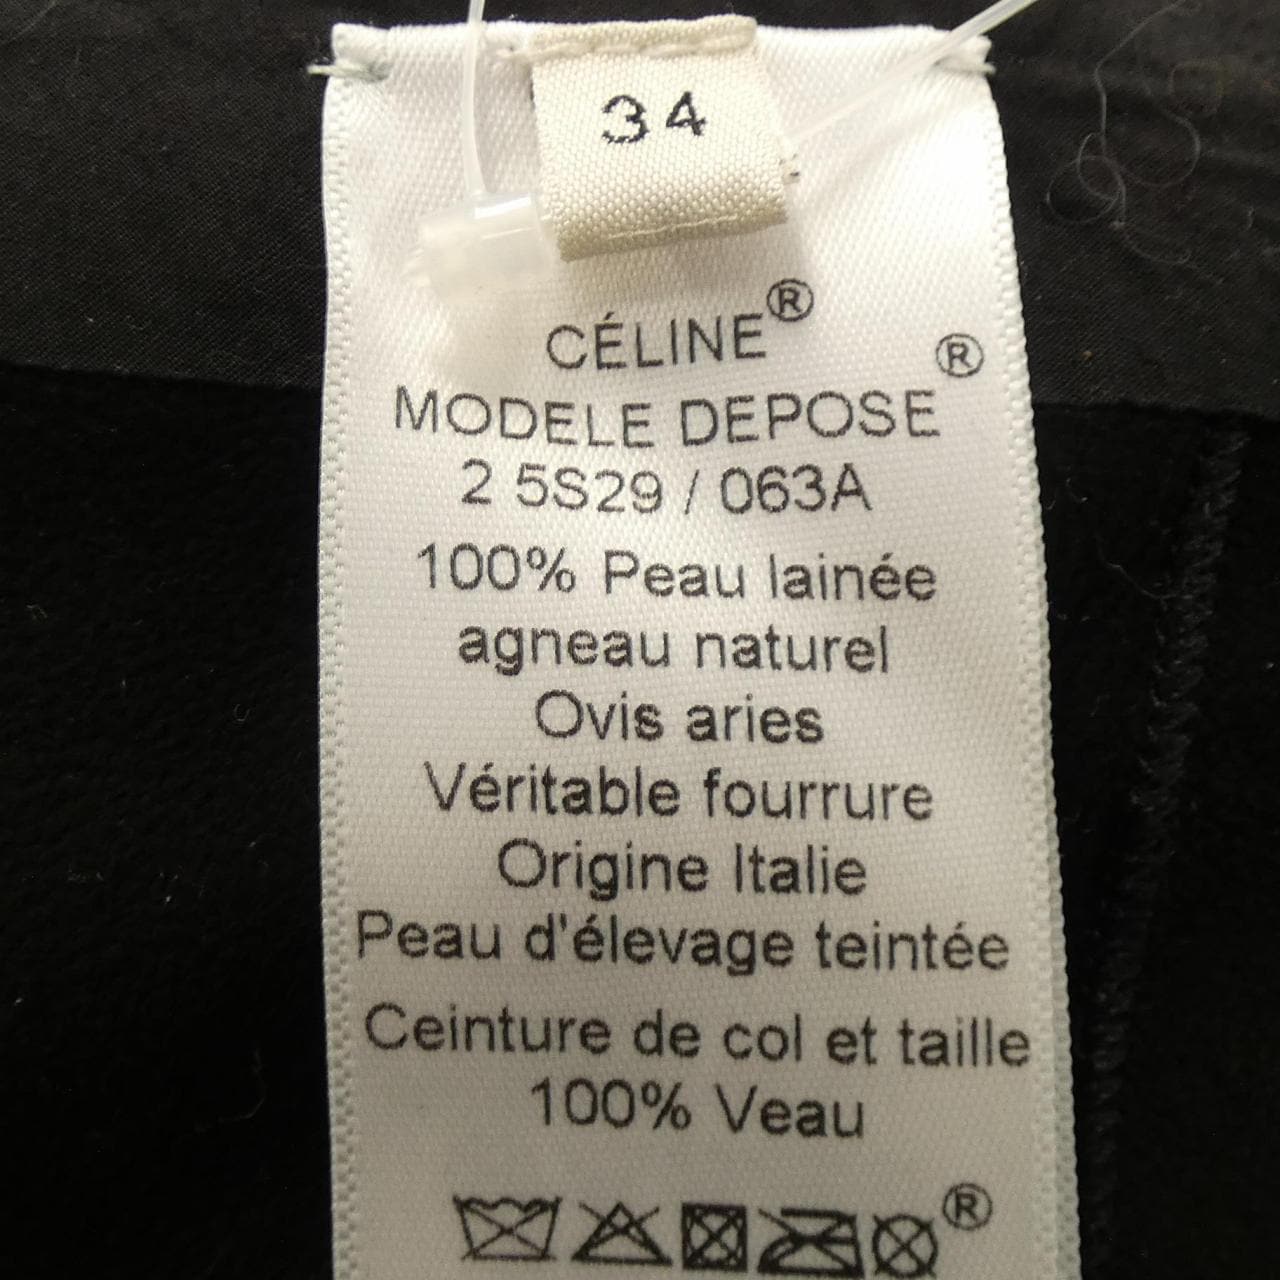 34
CÉLINE®
MODELE DEPOSE®
2 5S29 / 063A
100% Peau lainée
agneau naturel
Ovis aries
Véritable fourrure
Origine Italie
Peau d'élevage teintée
Ceinture de col et taille
100% Veau
®